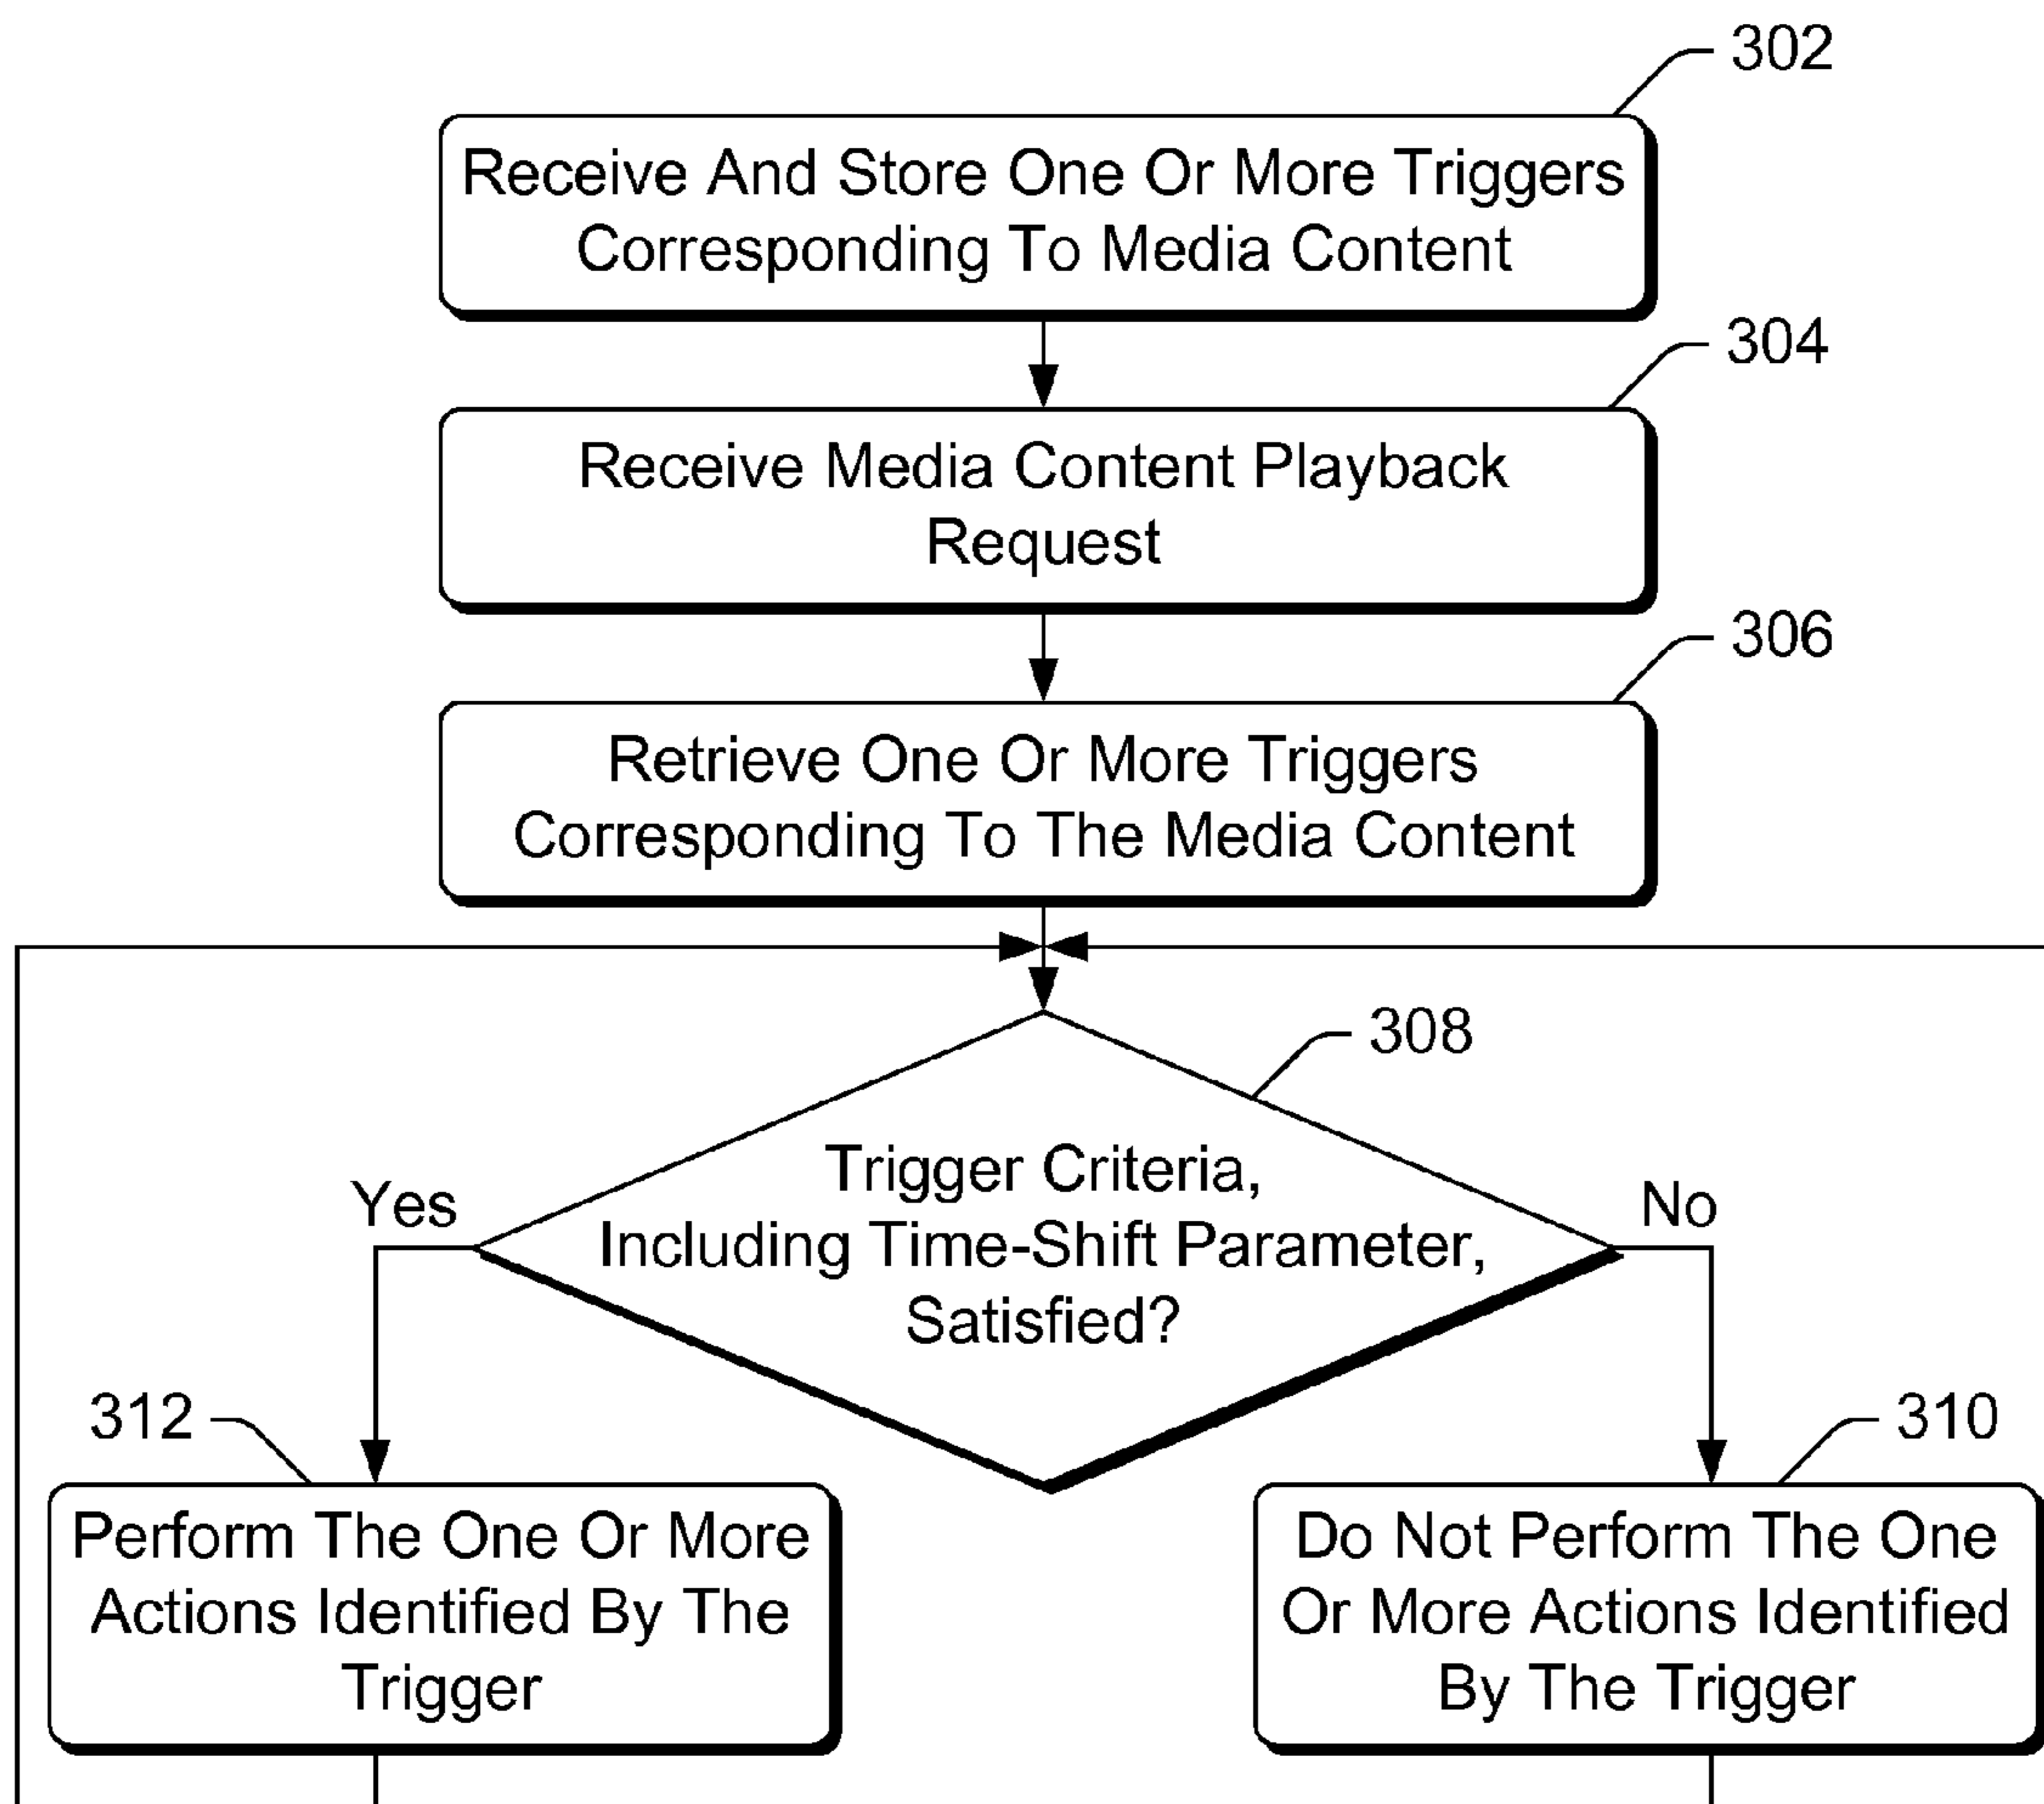 302
Receive And Store One Or More Triggers
Corresponding To Media Content
304
Receive Media Content Playback
Request
306
Retrieve One Or More Triggers
Corresponding To The Media Content
308
Trigger Criteria,
Including Time-Shift Parameter,
Satisfied?
Yes
No
312
Perform The One Or More
Actions Identified By The
Trigger
310
Do Not Perform The One
Or More Actions Identified
By The Trigger